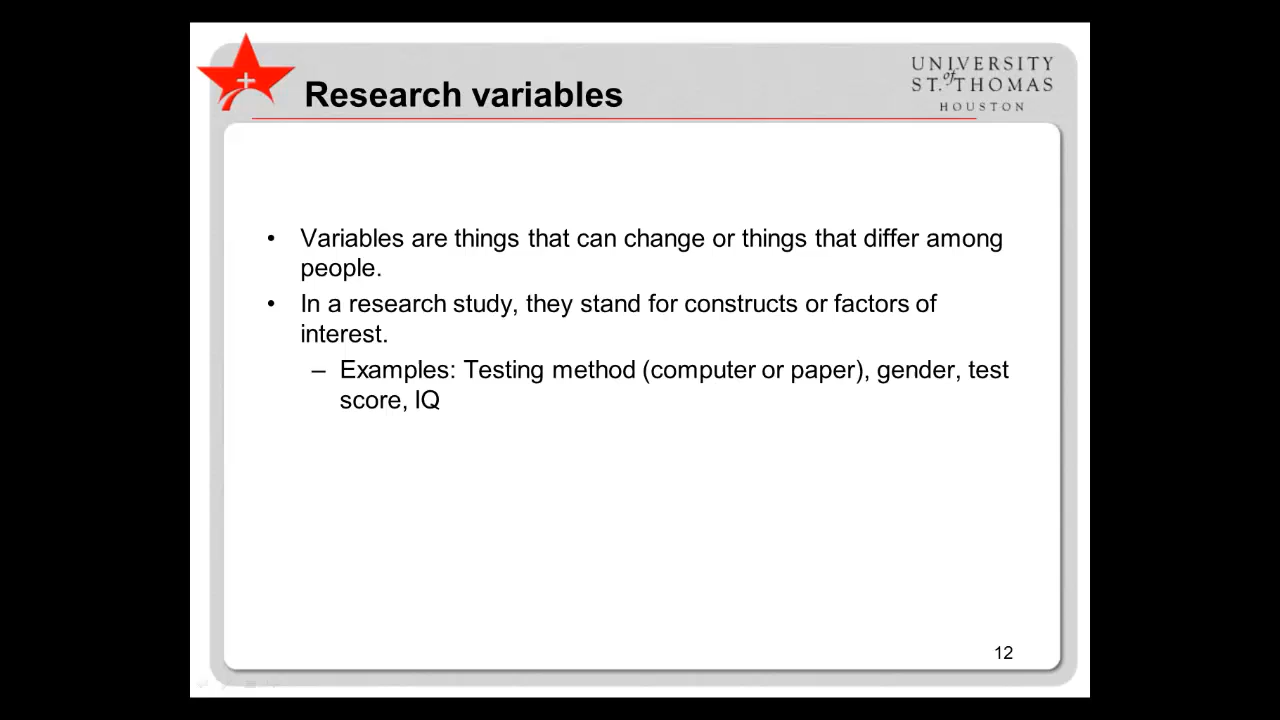 UNIVERSITY
of
ST. THOMAS
HOUSTON
Research variables
• Variables are things that can change or things that differ among
people.
• In a research study, they stand for constructs or factors of
interest.
– Examples: Testing method (computer or paper), gender, test
score, IQ
12